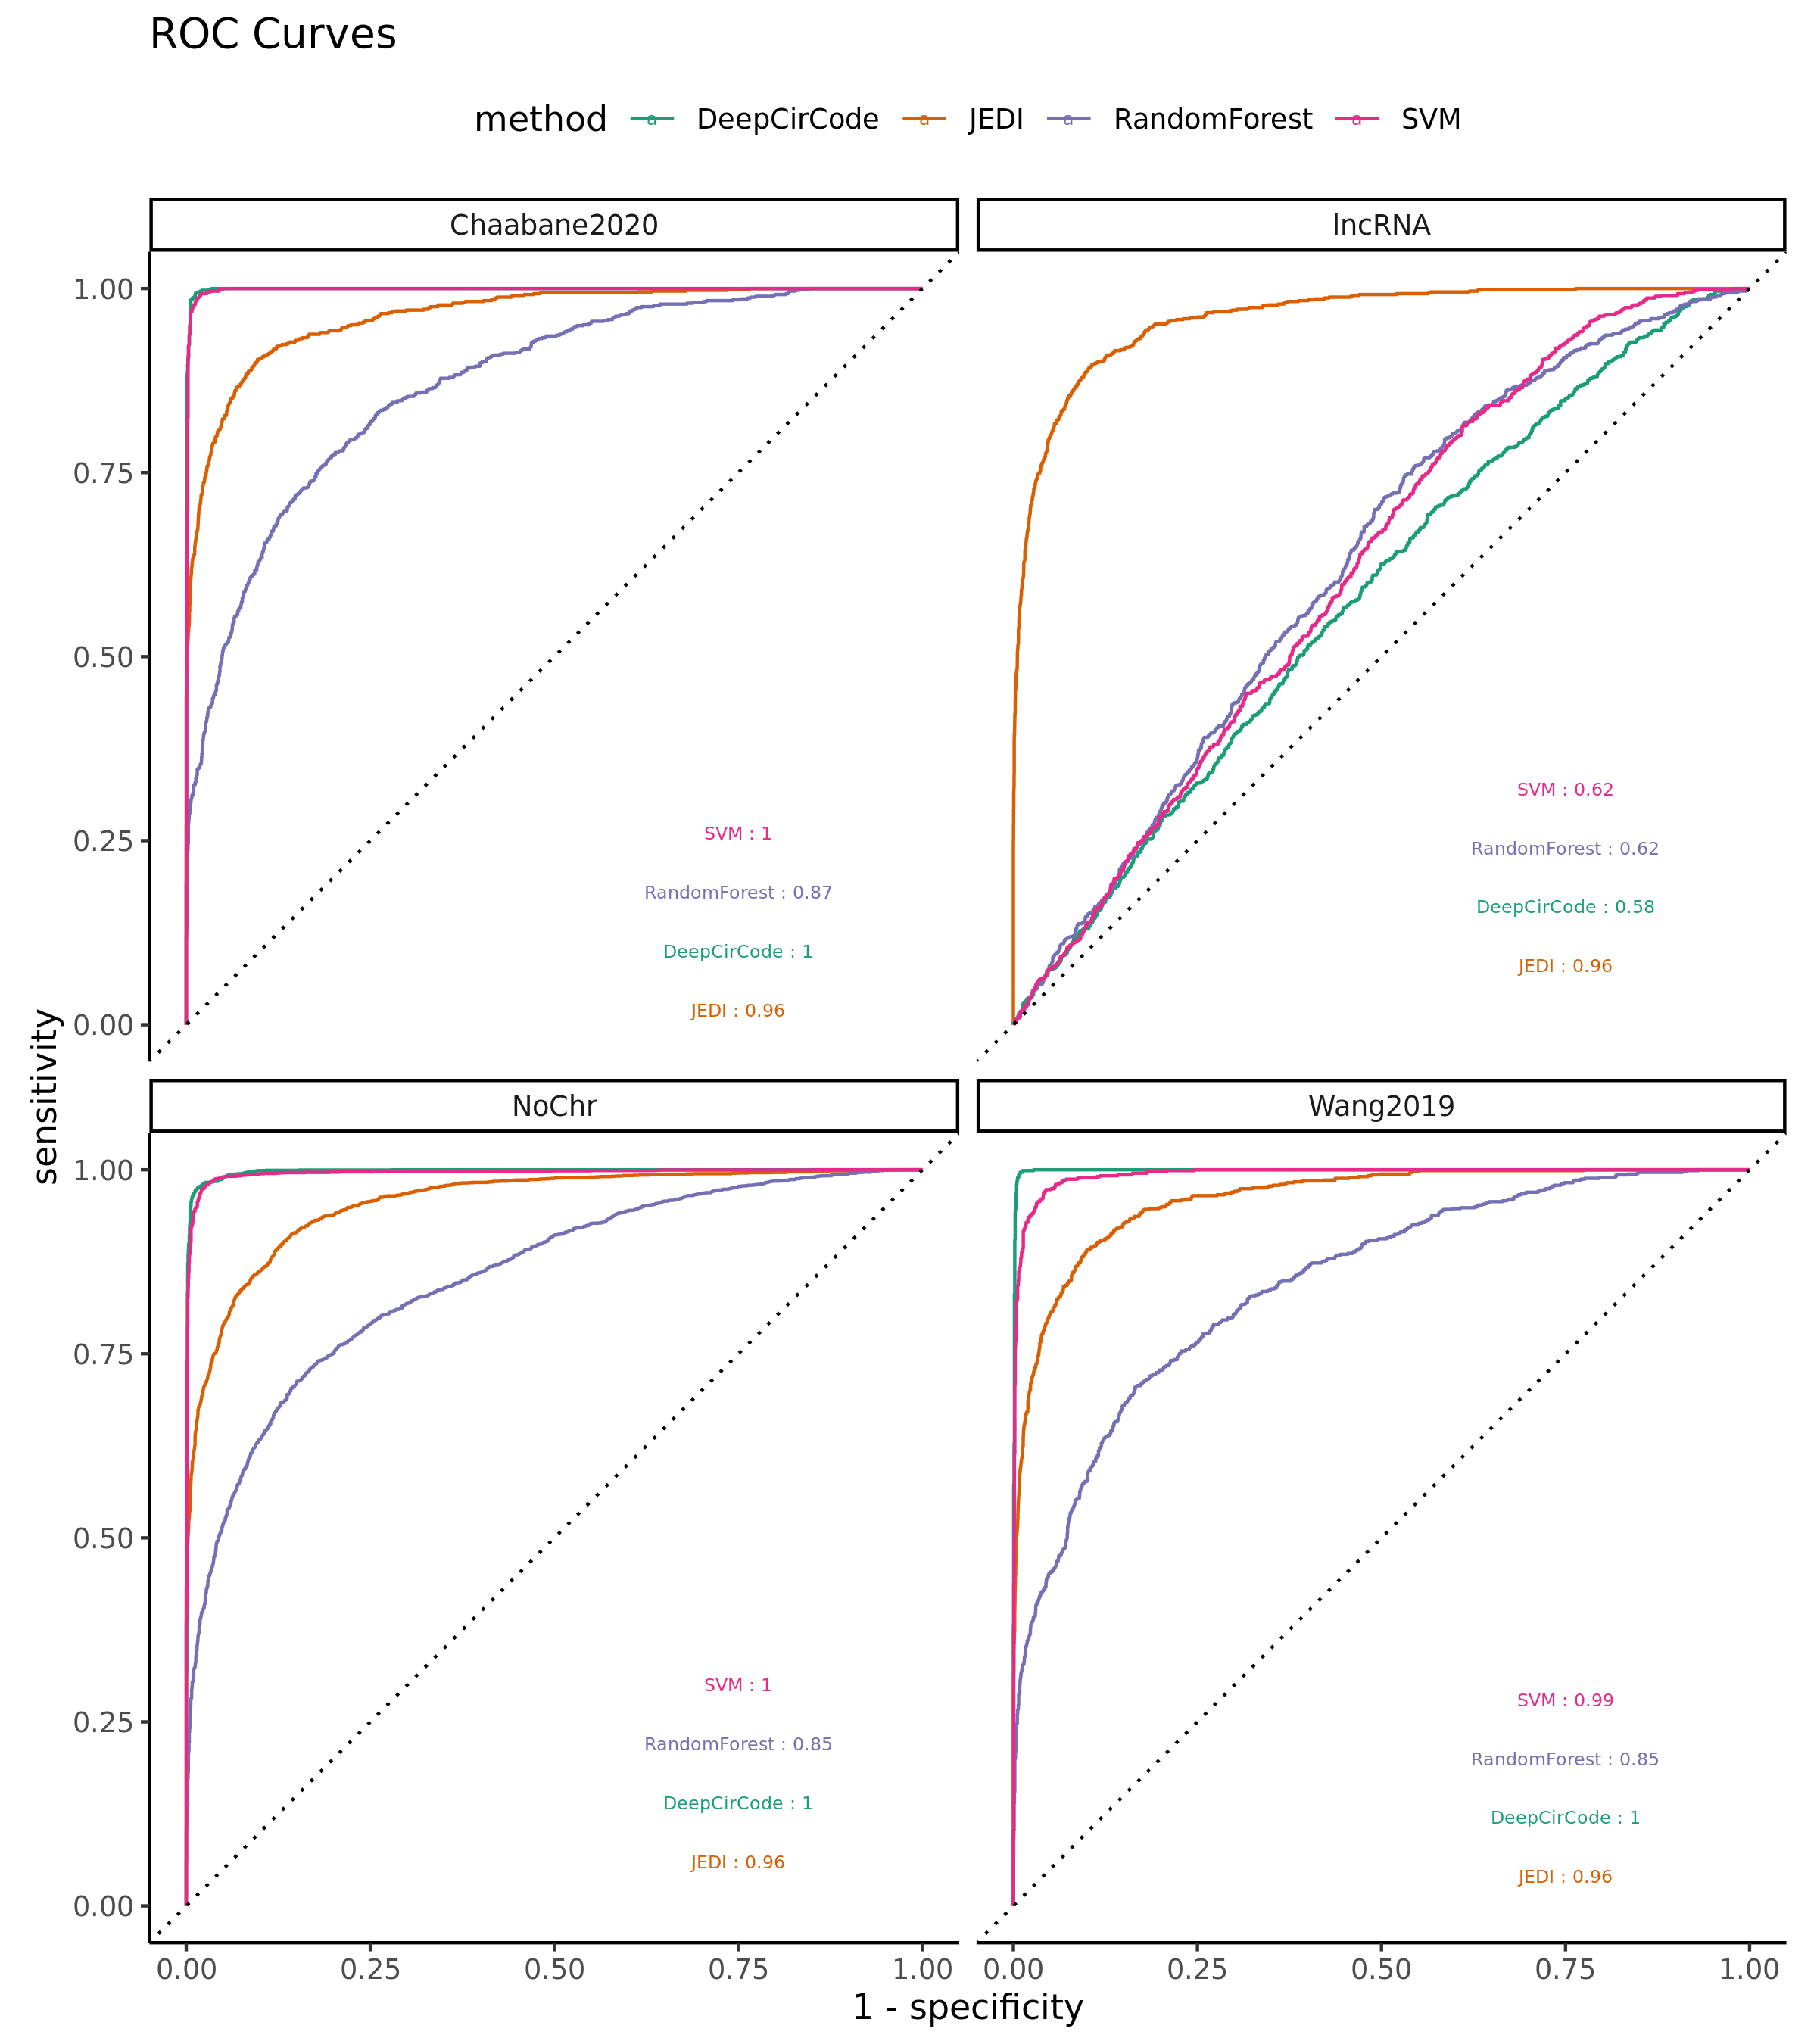 ROC Curves
method a DeepCirCode a JEDI a RandomForest a SVM
Chaabane2020
lncRNA
1.00
0.75
0.50
0.25
0.00
SVM : 1
RandomForest : 0.87
DeepCirCode : 1
JEDI : 0.96
SVM : 0.62
RandomForest : 0.62
DeepCirCode : 0.58
JEDI : 0.96
sensitivity
NoChr
Wang2019
1.00
0.75
0.50
0.25
0.00
SVM : 1
RandomForest : 0.85
DeepCirCode : 1
JEDI : 0.96
SVM : 0.99
RandomForest : 0.85
DeepCirCode : 1
JEDI : 0.96
0.00 0.25 0.50 0.75 1.00
0.00 0.25 0.50 0.75 1.00
1 - specificity